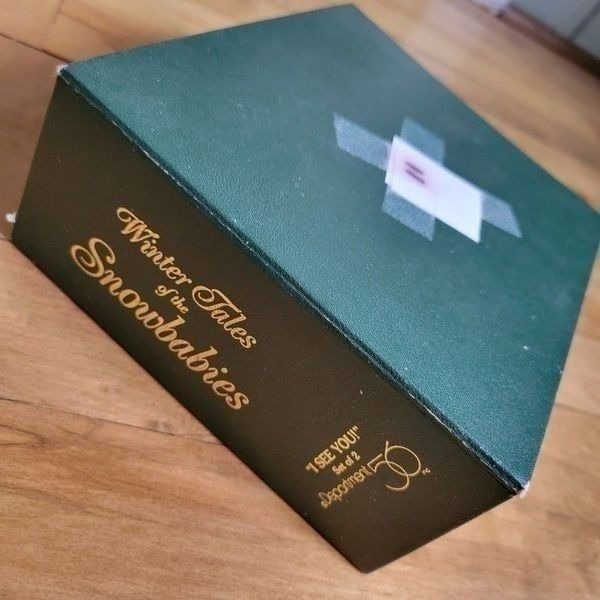 Winter Tales
of the
Snowbabies
"I SEE YOU!"
Set of 2
Department 56